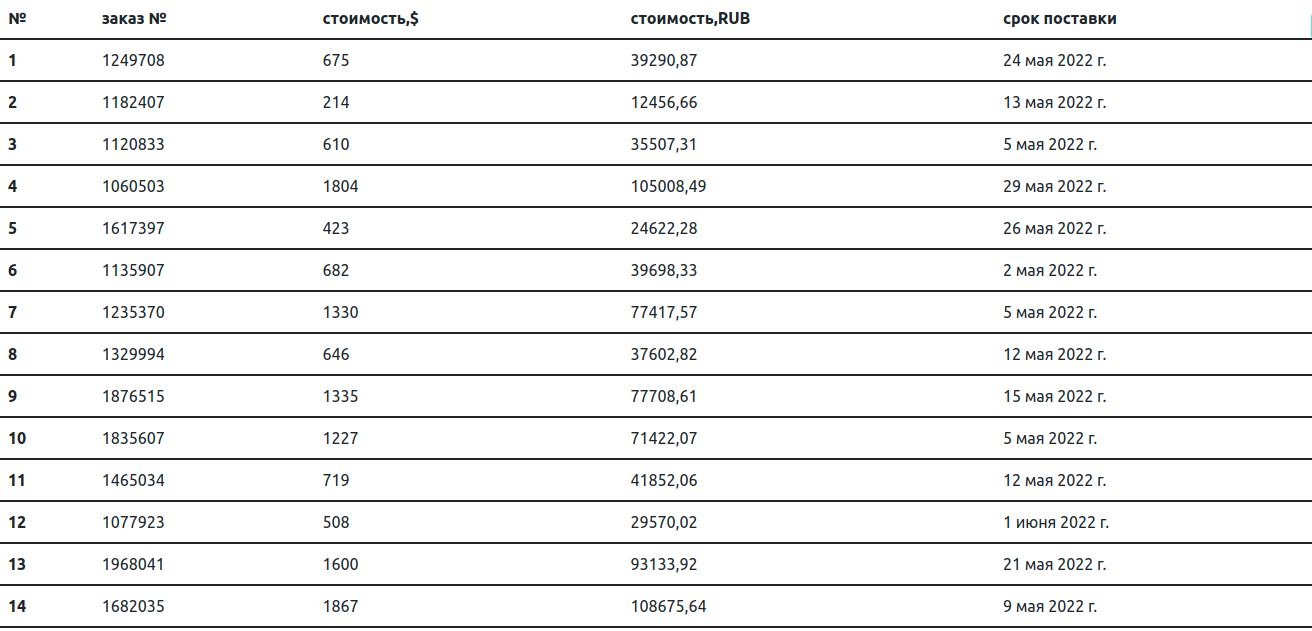 № заказ № стоимость,$ стоимость,RUB срок поставки
1 1249708 675 39290,87 24 мая 2022 г.
2 1182407 214 12456,66 13 мая 2022 г.
3 1120833 610 35507,31 5 мая 2022 г.
4 1060503 1804 105008,49 29 мая 2022 г.
5 1617397 423 24622,28 26 мая 2022 г.
6 1135907 682 39698,33 2 мая 2022 г.
7 1235370 1330 77417,57 5 мая 2022 г.
8 1329994 646 37602,82 12 мая 2022 г.
9 1876515 1335 77708,61 15 мая 2022 г.
10 1835607 1227 71422,07 5 мая 2022 г.
11 1465034 719 41852,06 12 мая 2022 г.
12 1077923 508 29570,02 1 июня 2022 г.
13 1968041 1600 93133,92 21 мая 2022 г.
14 1682035 1867 108675,64 9 мая 2022 г.